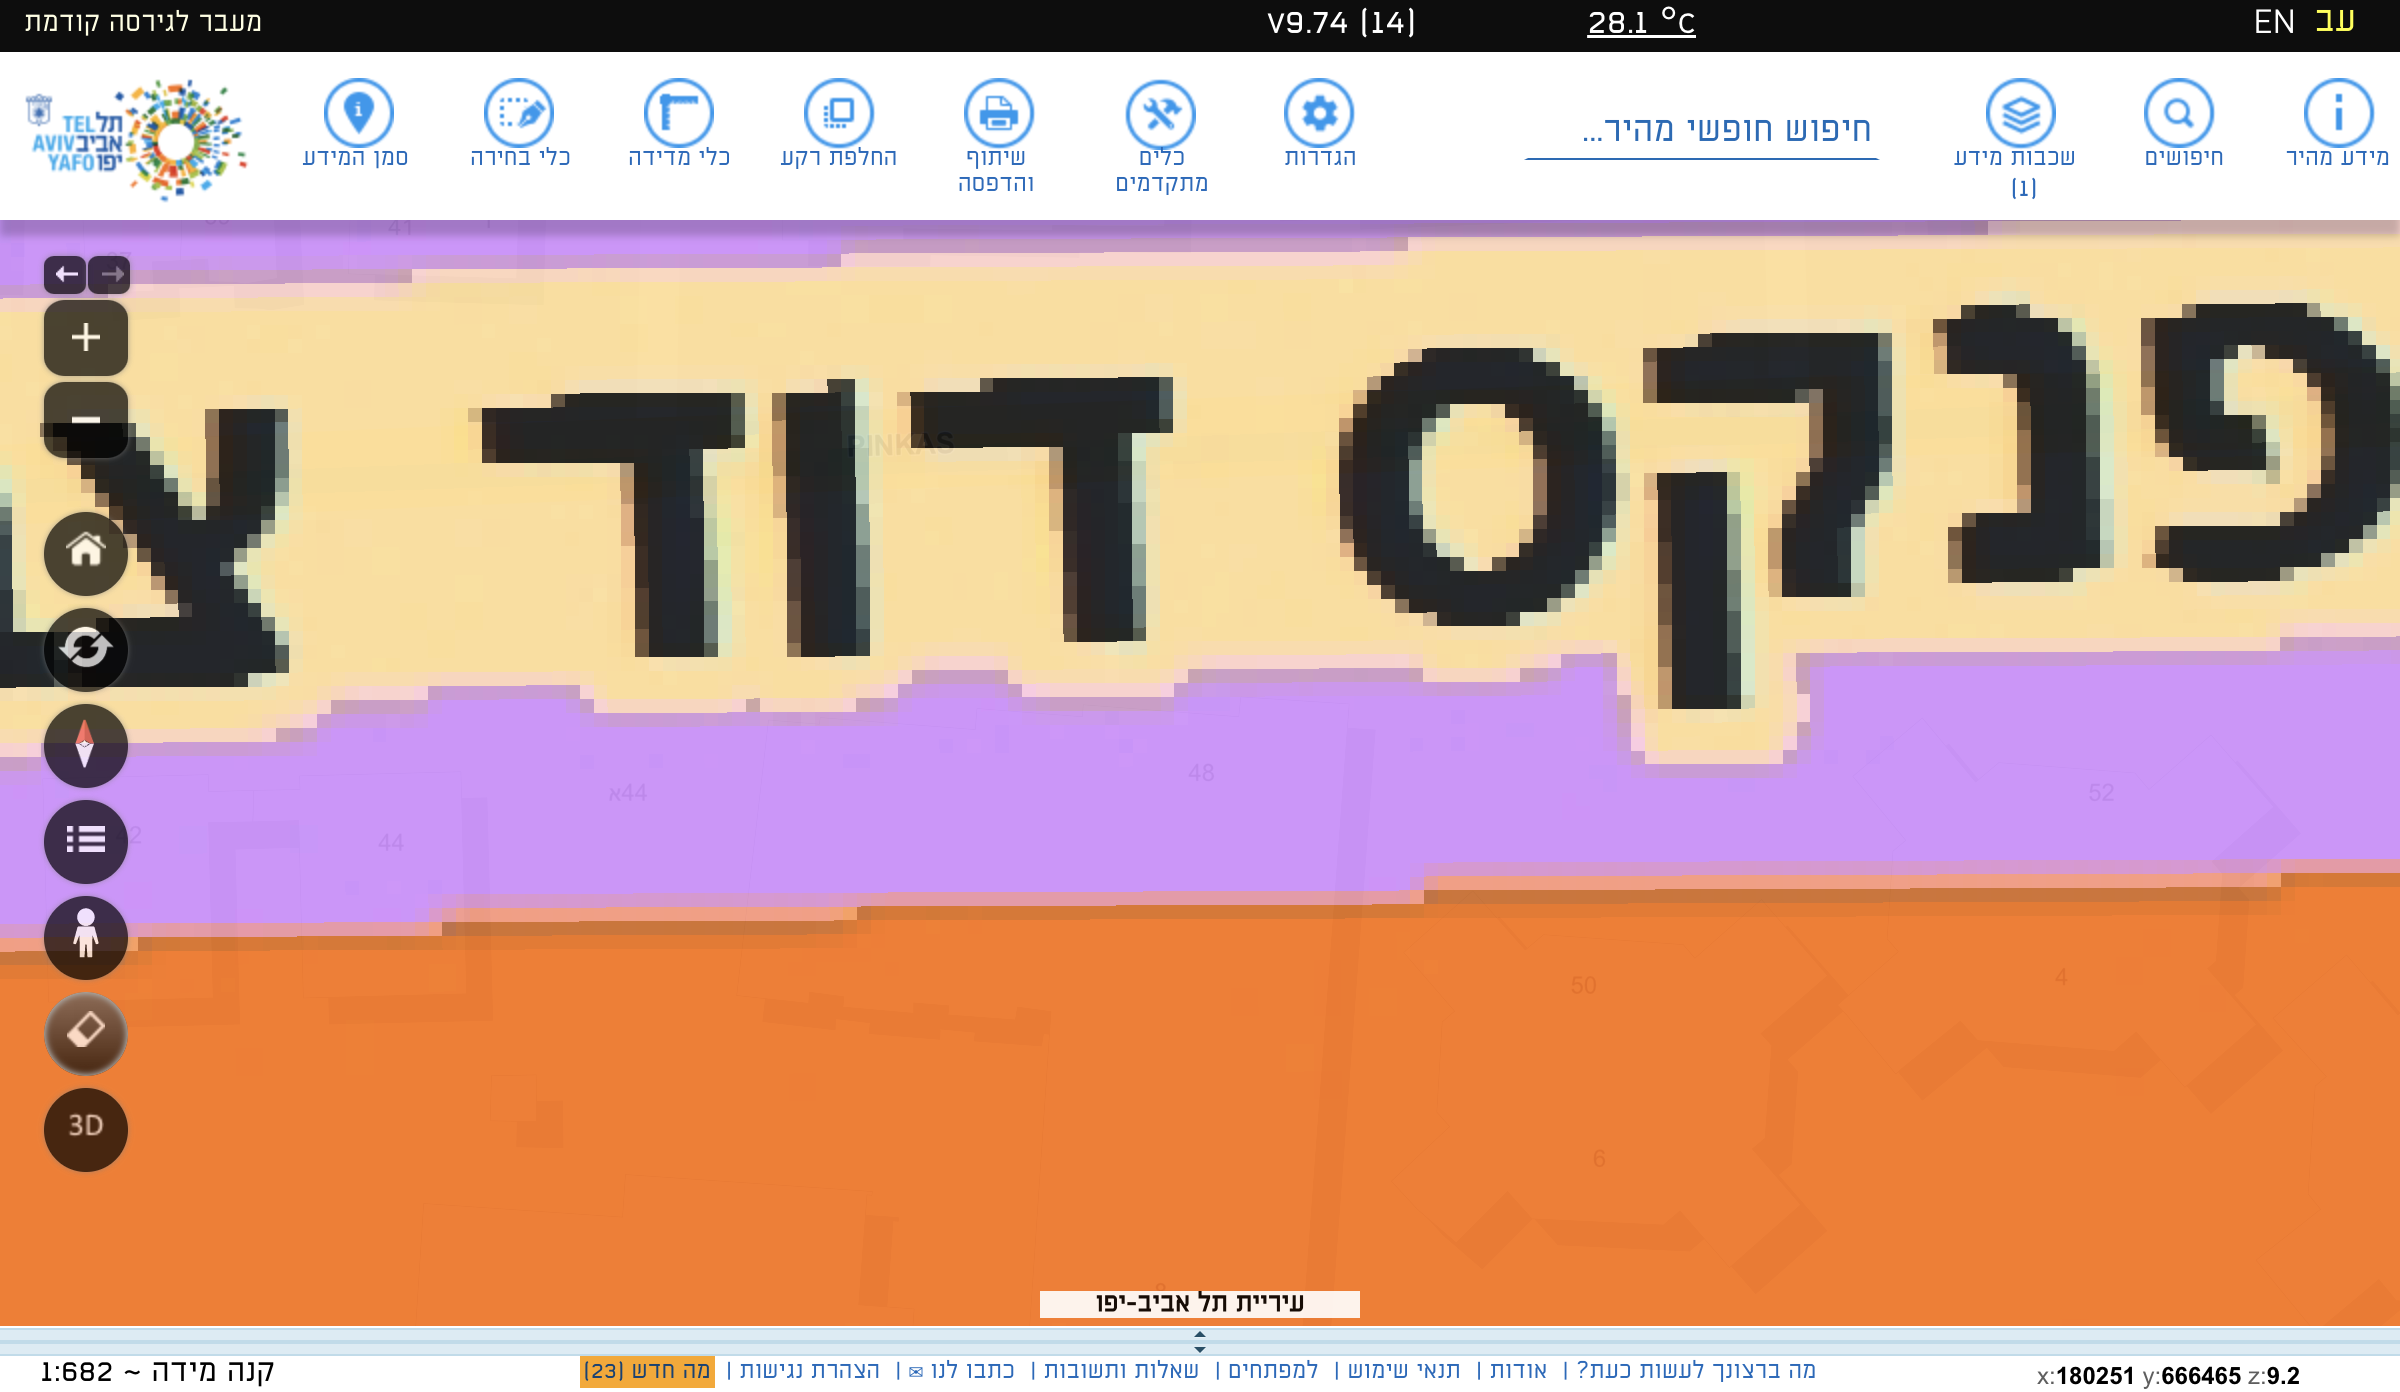 עב EN
28.1 °C
V9.74 (14)
מעבר לגירסה קודמת
מידע מהיר
חיפושים
שכבות מידע
(1)
חיפוש חופשי מהיר...
הגדרות
כלים
מתקדמים
שיתוף
והדפסה
החלפת רקע
כלי מדידה
כלי בחירה
סמן המידע
תל אביב יפו
TEL AVIV YAFO
41
פנקס דוד צ
PINKAS
48
52
44א
44
50
4
6
8
3D
עיריית תל אביב-יפו
מה ברצונך לעשות כעת? | אודות | תנאי שימוש | למפתחים | שאלות ותשובות | כתבו לנו ✉ | הצהרת נגישות | מה חדש (23)
קנה מידה ~ 1:682
x:180251 y:666465 z:9.2